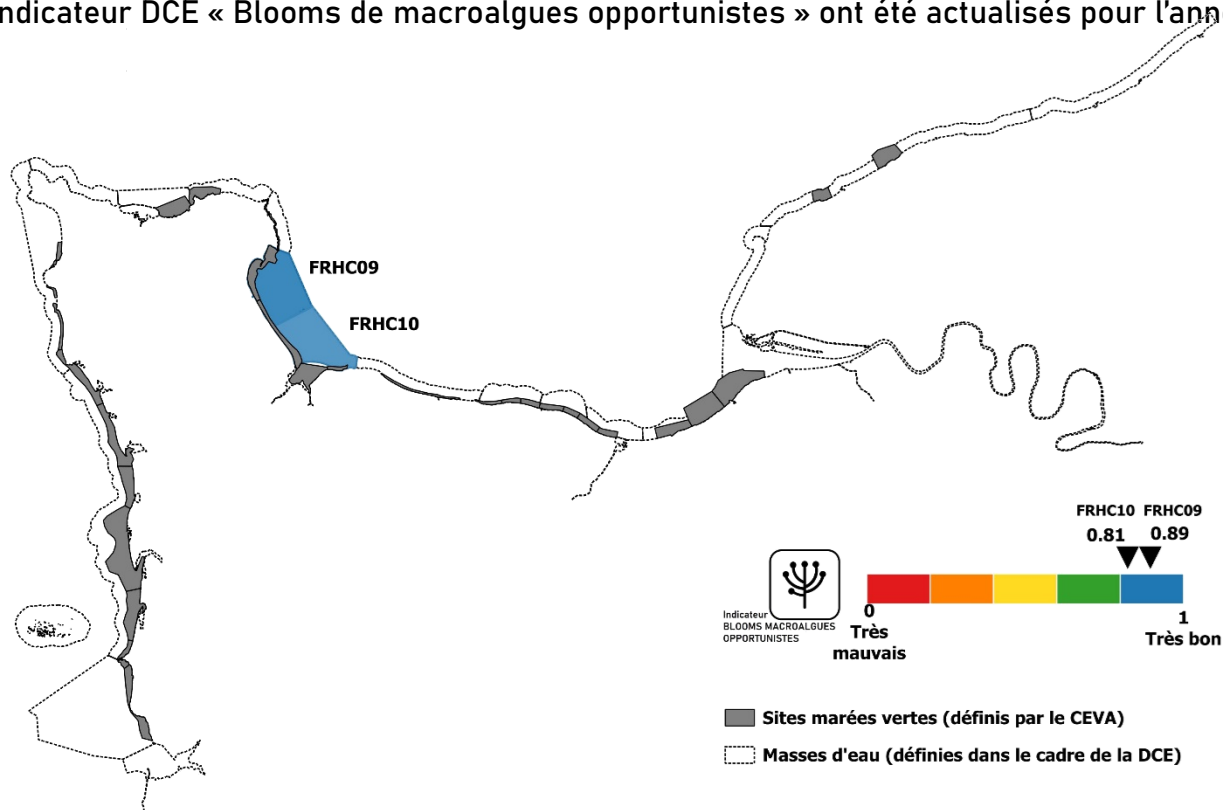 ndicateur DCE « Blooms de macroalgues opportunistes » ont été actualisés pour l'ann
FRHC09
FRHC10
FRHC10 FRHC09
0.81 0.89
Indicateur
BLOOMS MACROALGUES
OPPORTUNISTES
0
Très
mauvais
1
Très bon
Sites marées vertes (définis par le CEVA)
Masses d'eau (définies dans le cadre de la DCE)